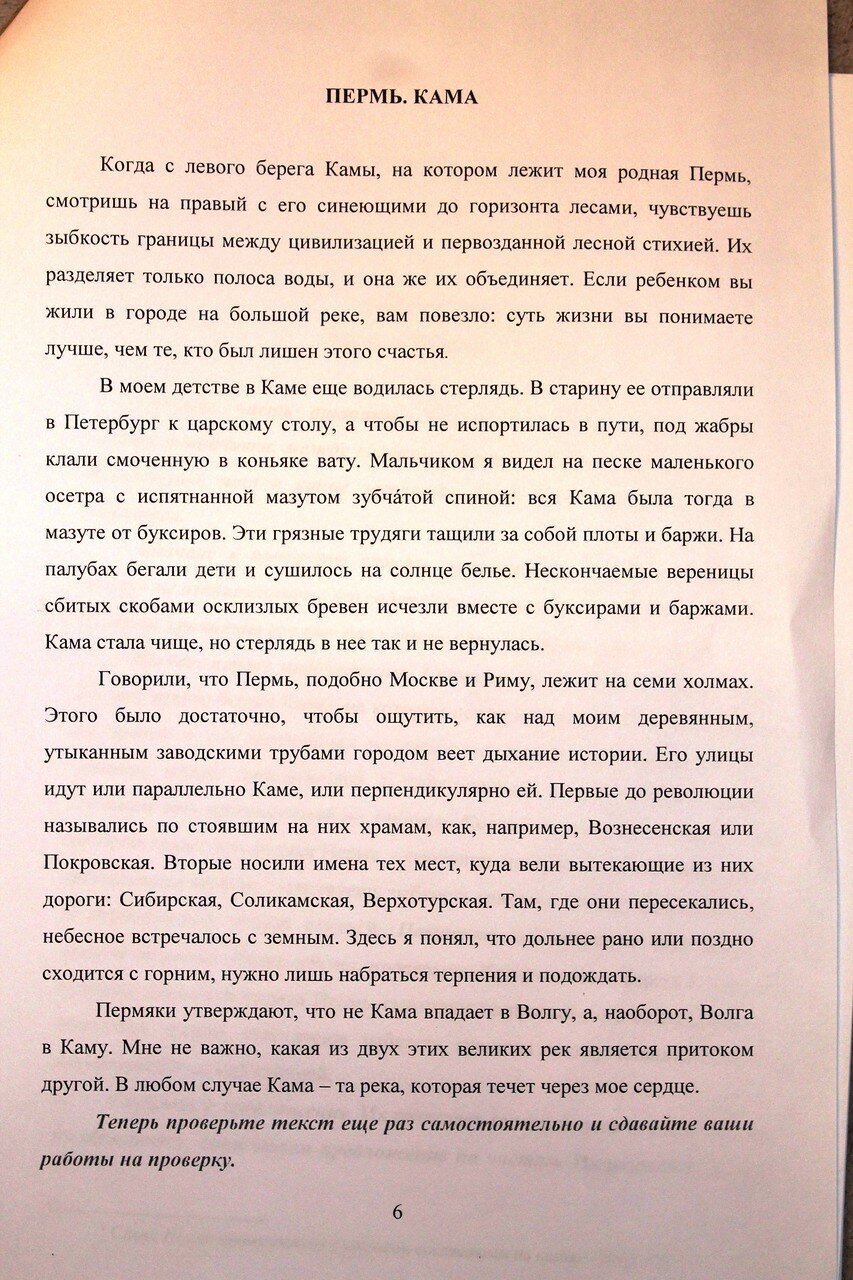 ПЕРМЬ. КАМА
Когда с левого берега Камы, на котором лежит моя родная Пермь,
смотришь на правый с его синеющими до горизонта лесами, чувствуешь
зыбкость границы между цивилизацией и первозданной лесной стихией. Их
разделяет только полоса воды, и она же их объединяет. Если ребенком вы
жили в городе на большой реке, вам повезло: суть жизни вы понимаете
лучше, чем те, кто был лишен этого счастья.
В моем детстве в Каме еще водилась стерлядь. В старину ее отправляли
в Петербург к царскому столу, а чтобы не испортилась в пути, под жабры
клали смоченную в коньяке вату. Мальчиком я видел на песке маленького
осетра с испятнанной мазутом зубча́той спиной: вся Кама была тогда в
мазуте от буксиров. Эти грязные трудяги тащили за собой плоты и баржи. На
палубах бегали дети и сушилось на солнце белье. Нескончаемые вереницы
сбитых скобами осклизлых бревен исчезли вместе с буксирами и баржами.
Кама стала чище, но стерлядь в нее так и не вернулась.
Говорили, что Пермь, подобно Москве и Риму, лежит на семи холмах.
Этого было достаточно, чтобы ощутить, как над моим деревянным,
утыканным заводскими трубами городом веет дыхание истории. Его улицы
идут или параллельно Каме, или перпендикулярно ей. Первые до революции
назывались по стоявшим на них храмам, как, например, Вознесенская или
Покровская. Вторые носили имена тех мест, куда вели вытекающие из них
дороги: Сибирская, Соликамская, Верхотурская. Там, где они пересекались,
небесное встречалось с земным. Здесь я понял, что дольнее рано или поздно
сходится с горним, нужно лишь набраться терпения и подождать.
Пермяки утверждают, что не Кама впадает в Волгу, а, наоборот, Волга
в Каму. Мне не важно, какая из двух этих великих рек является притоком
другой. В любом случае Кама – та река, которая течет через мое сердце.
Теперь проверьте текст еще раз самостоятельно и сдавайте ваши
работы на проверку.
6